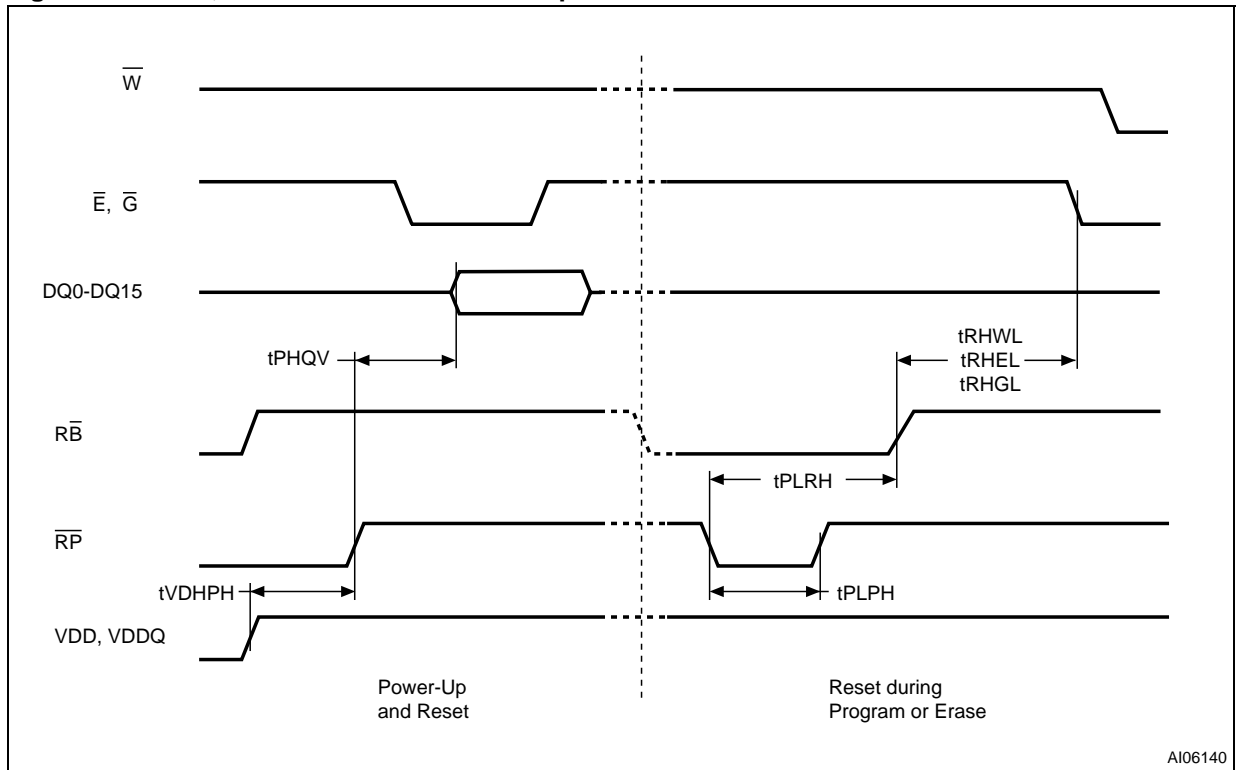 W̅
E̅, G̅
DQ0-DQ15
tPHQV
tRHWL
tRHEL
tRHGL
RB̅
tPLRH
R̅P̅
tVDHPH
tPLPH
VDD, VDDQ
Power-Up
and Reset
Reset during
Program or Erase
AI06140